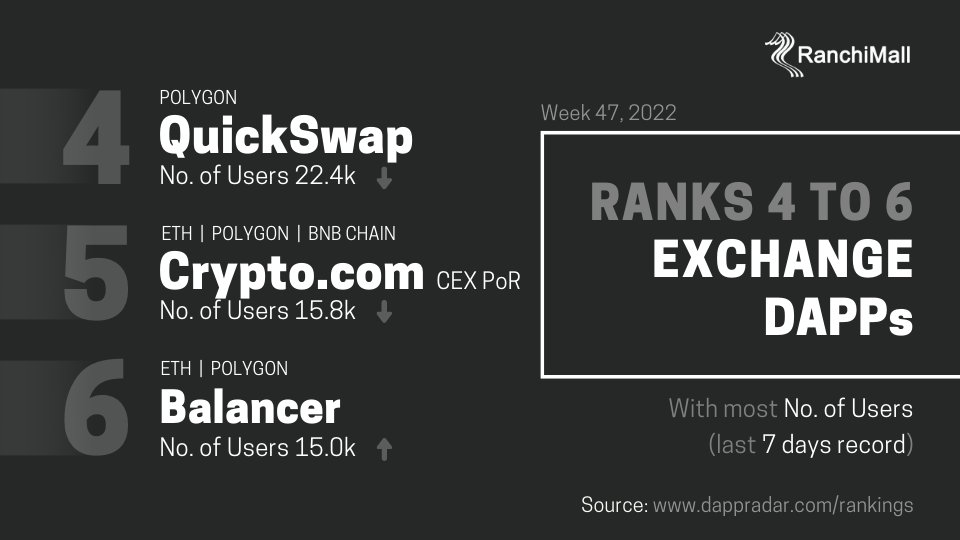 RanchiMall
4
POLYGON
QuickSwap
No. of Users 22.4k
5
ETH | POLYGON | BNB CHAIN
Crypto.com CEX PoR
No. of Users 15.8k
6
ETH | POLYGON
Balancer
No. of Users 15.0k
Week 47, 2022
RANKS 4 TO 6
EXCHANGE
DAPPs
With most No. of Users
(last 7 days record)
Source: www.dappradar.com/rankings